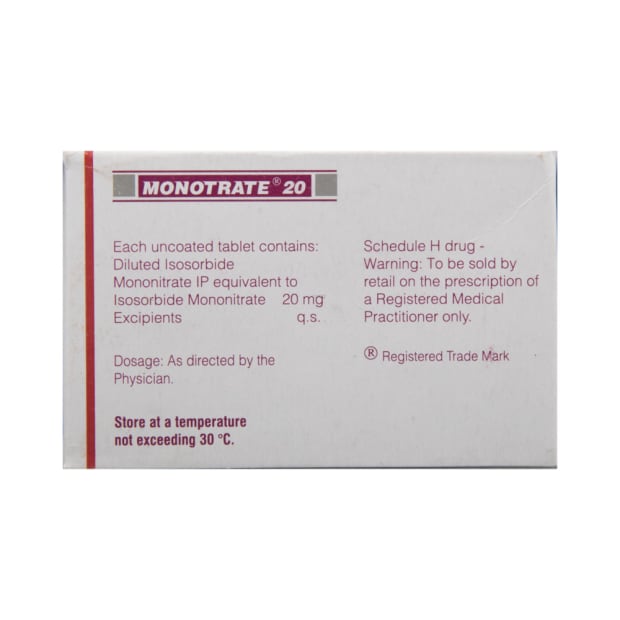 MONOTRATE® 20
Each uncoated tablet contains:
Diluted Isosorbide
Mononitrate IP equivalent to
Isosorbide Mononitrate 20 mg
Excipients q.s.
Dosage: As directed by the
Physician.
Store at a temperature
not exceeding 30 °C.
Schedule H drug -
Warning: To be sold by
retail on the prescription of
a Registered Medical
Practitioner only.
® Registered Trade Mark